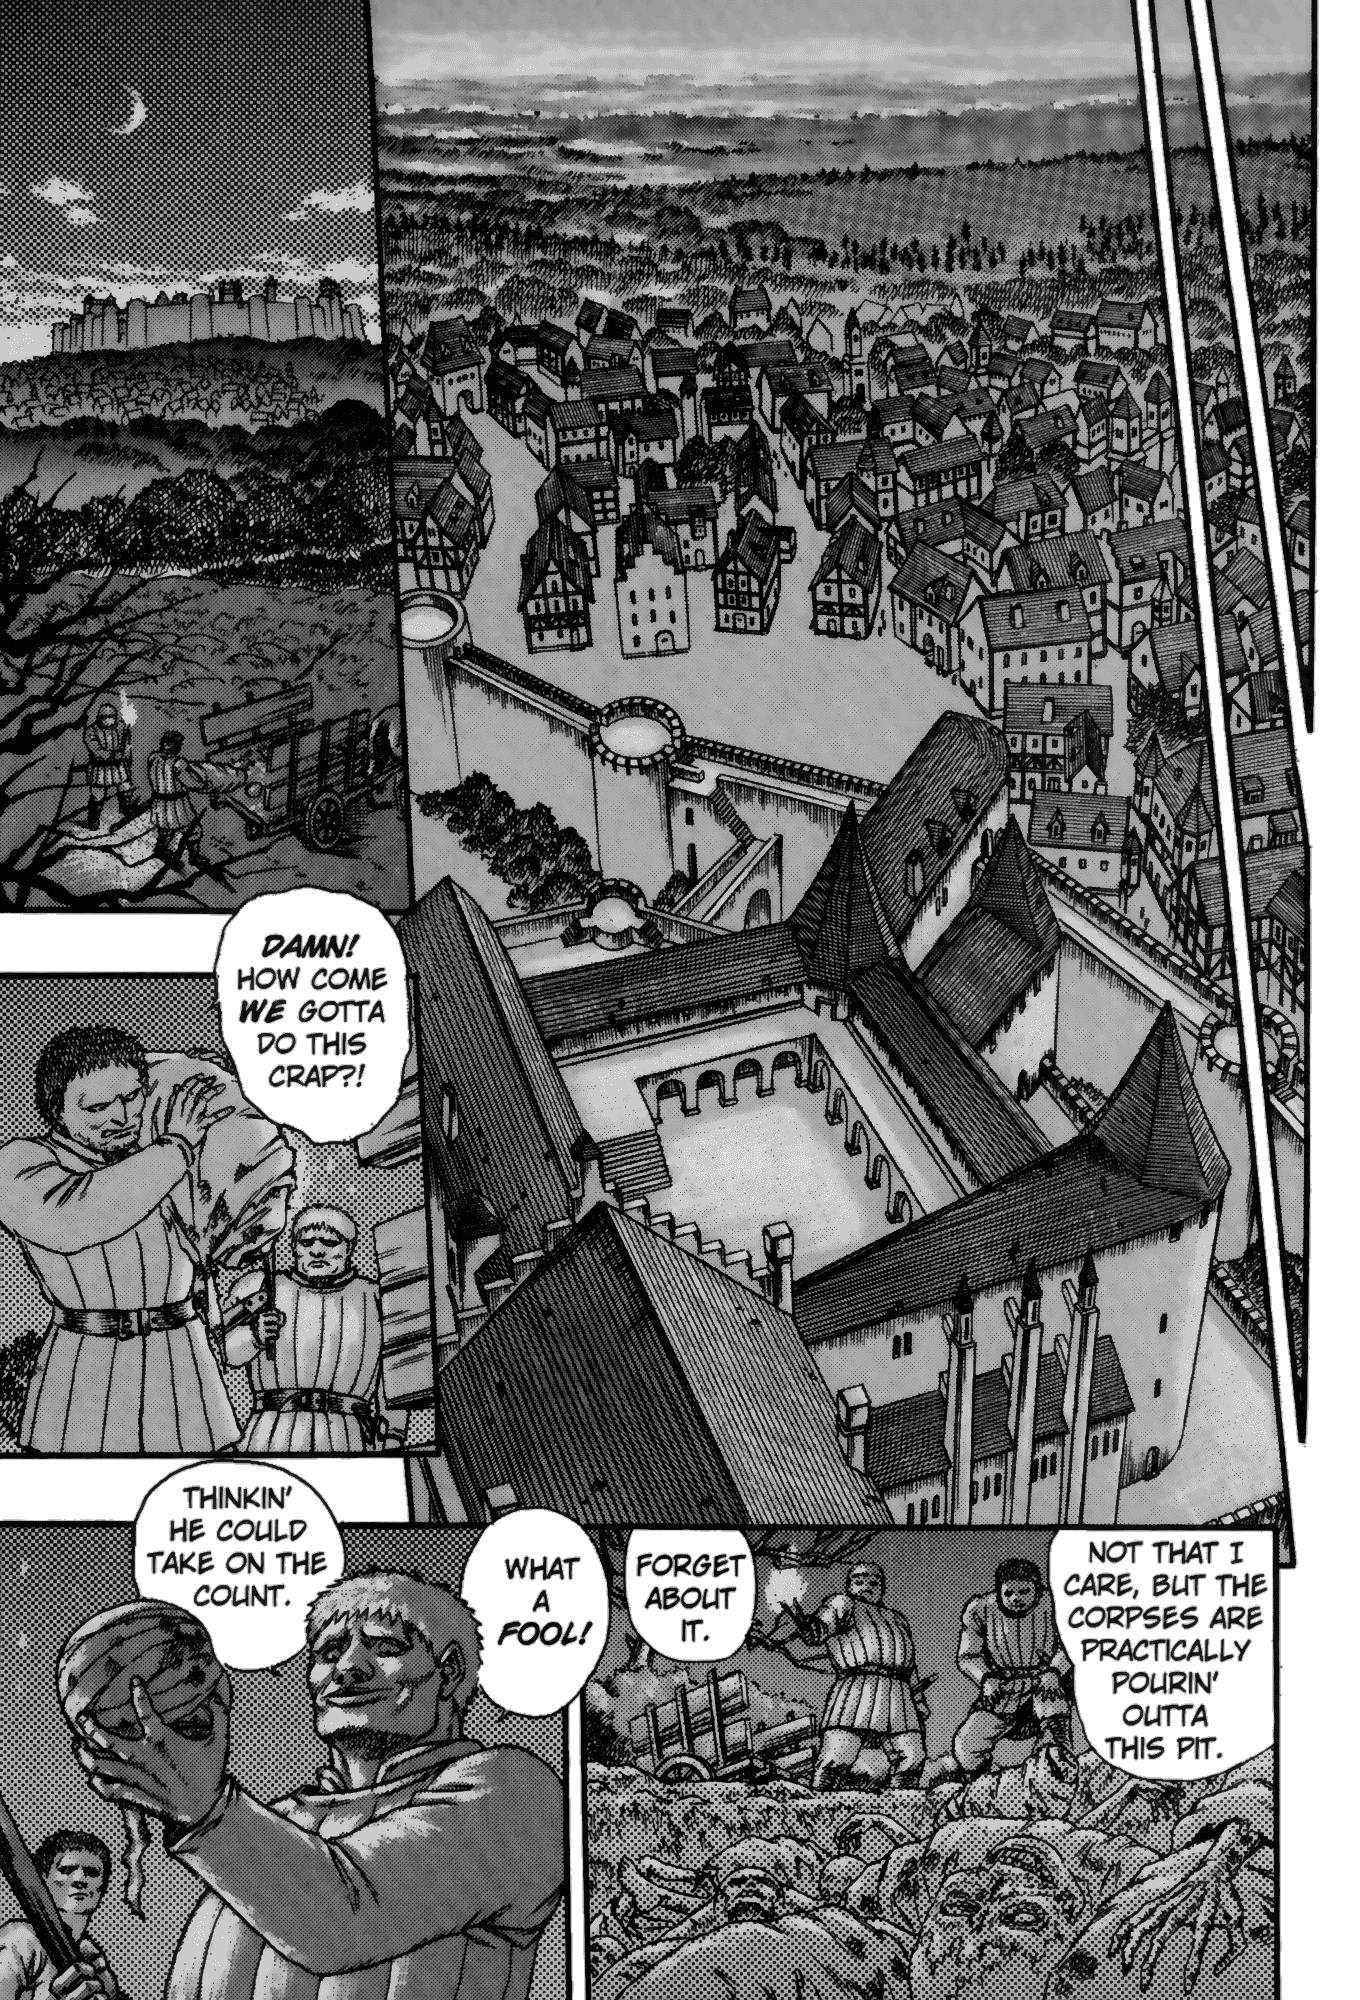 DAMN!
HOW COME
WE GOTTA
DO THIS
CRAP?!
NOT THAT I
CARE, BUT THE
CORPSES ARE
PRACTICALLY
POURIN'
OUTTA
THIS PIT.
FORGET
ABOUT
IT.
WHAT
A
FOOL!
THINKIN'
HE COULD
TAKE ON THE
COUNT.